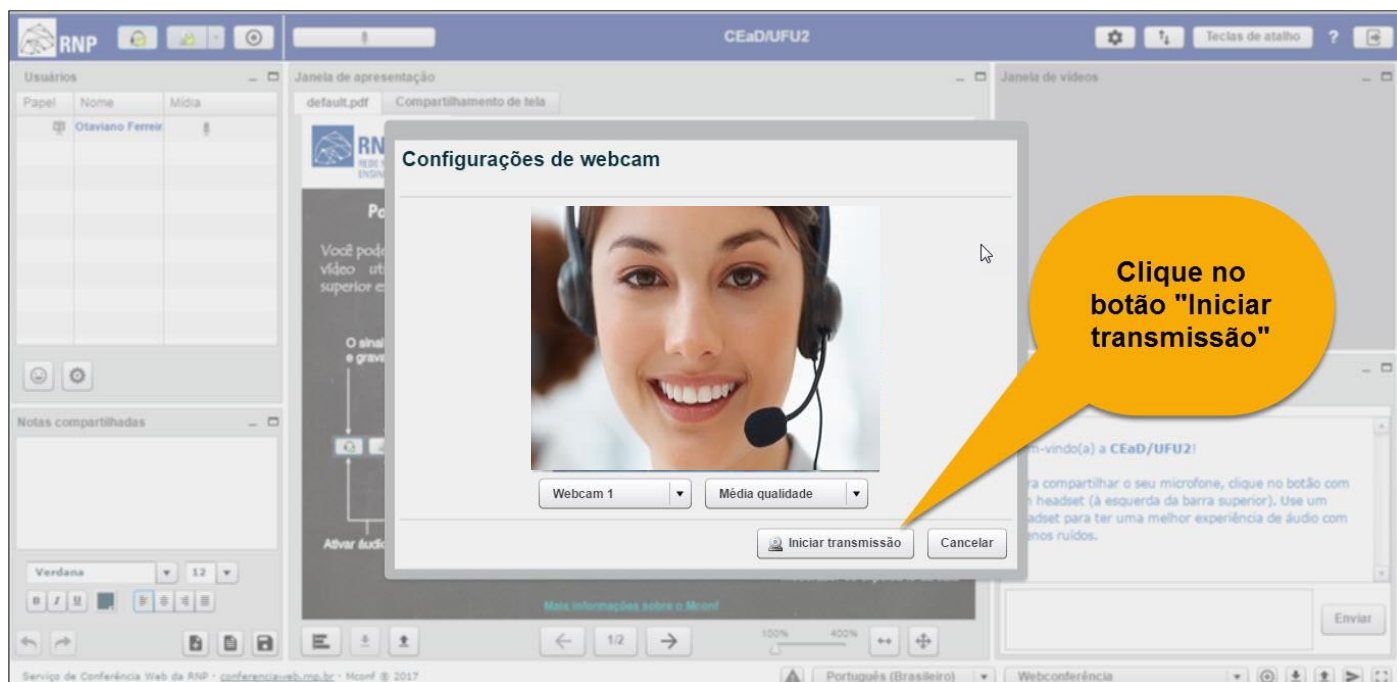 RNP
CEaD/UFU2
Teclas de atalho
?
Usuários
Papel Nome Mídia
Otaviano Ferreir
Notas compartilhadas
Verdana
12
Janela de apresentação
default.pdf Compartilhamento de tela
RN
Você pode
vídeo
superior
O sinal
e grava
Ativar áudio
Mais informações sobre o Mconf
1/2
100% 400%
Configurações de webcam
Webcam 1
Média qualidade
Iniciar transmissão
Cancelar
Clique no
botão "Iniciar
transmissão"
Janela de vídeos
m-vindo(a) a CEaD/UFU2!
ra compartilhar o seu microfone, clique no botão com
headset (à esquerda da barra superior). Use um
adset para ter uma melhor experiência de áudio com
enos ruídos.
Enviar
Serviço de Conferência Web da RNP · conferenciaweb.rnp.br · Mconf © 2017
Português (Brasileiro)
Webconferência